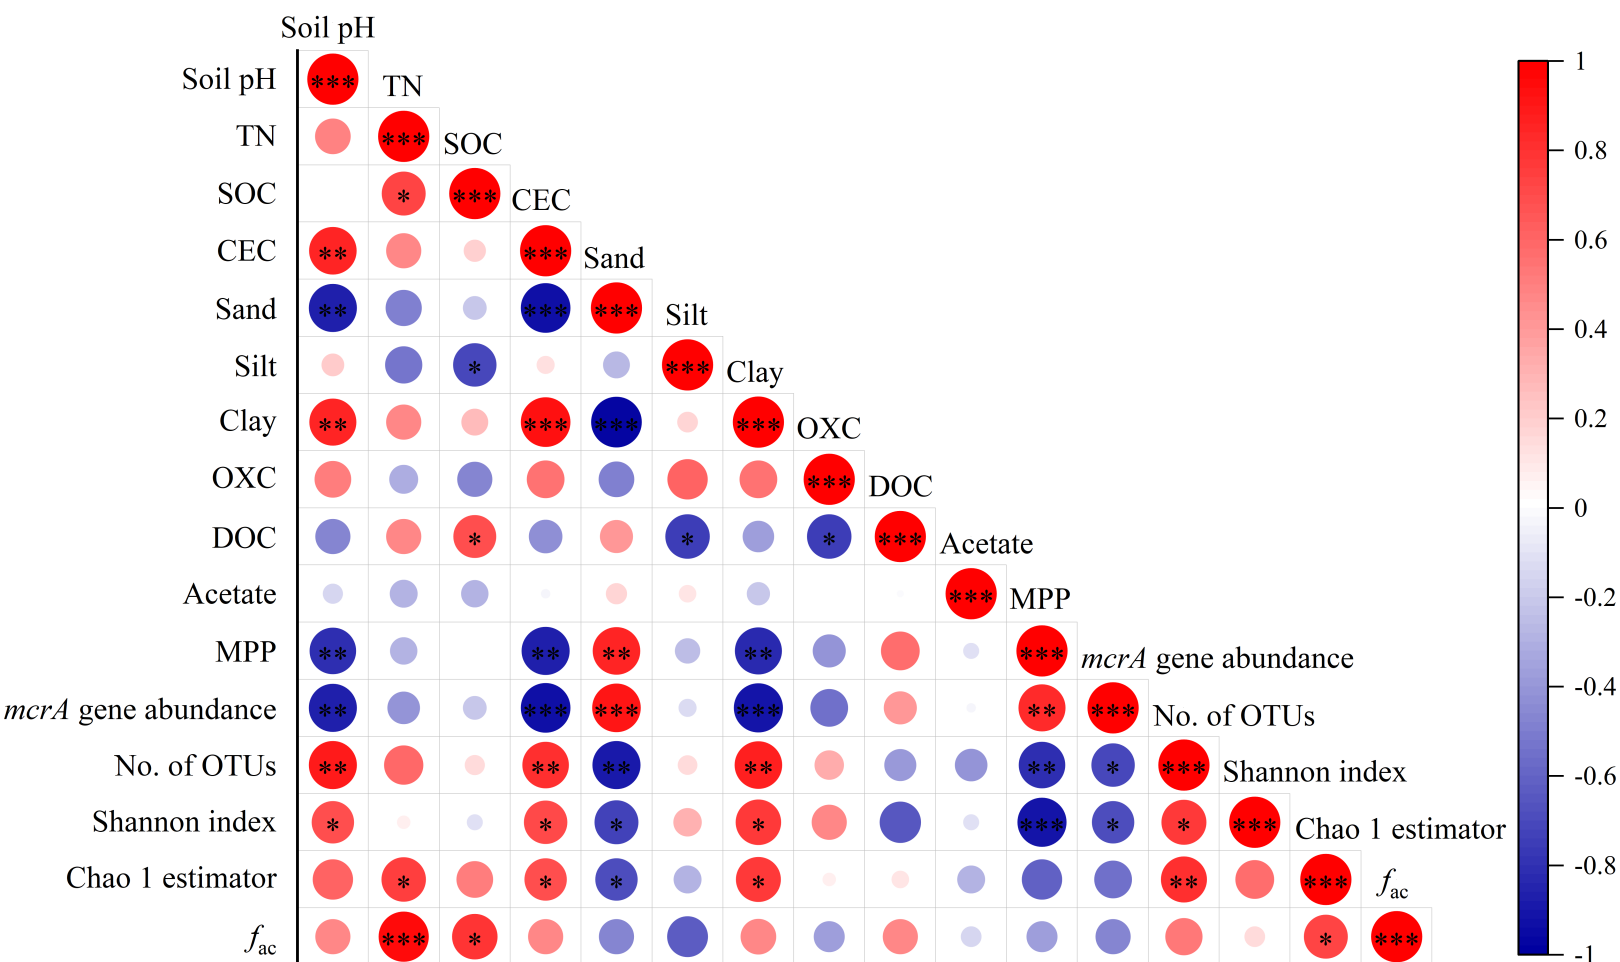 Soil pH
Soil pH *** TN
TN *** SOC
SOC * *** CEC
CEC ** *** Sand
Sand ** *** *** Silt
Silt * *** Clay
Clay ** *** *** *** OXC
OXC *** DOC
DOC * * * *** Acetate
Acetate *** MPP
MPP ** ** ** ** *** mcrA gene abundance
mcrA gene abundance ** *** *** *** ** *** No. of OTUs
No. of OTUs ** ** ** ** ** * *** Shannon index
Shannon index * * * * *** * * *** Chao 1 estimator
Chao 1 estimator * * * * ** *** fac
fac *** * * ***
1
0.8
0.6
0.4
0.2
0
-0.2
-0.4
-0.6
-0.8
-1